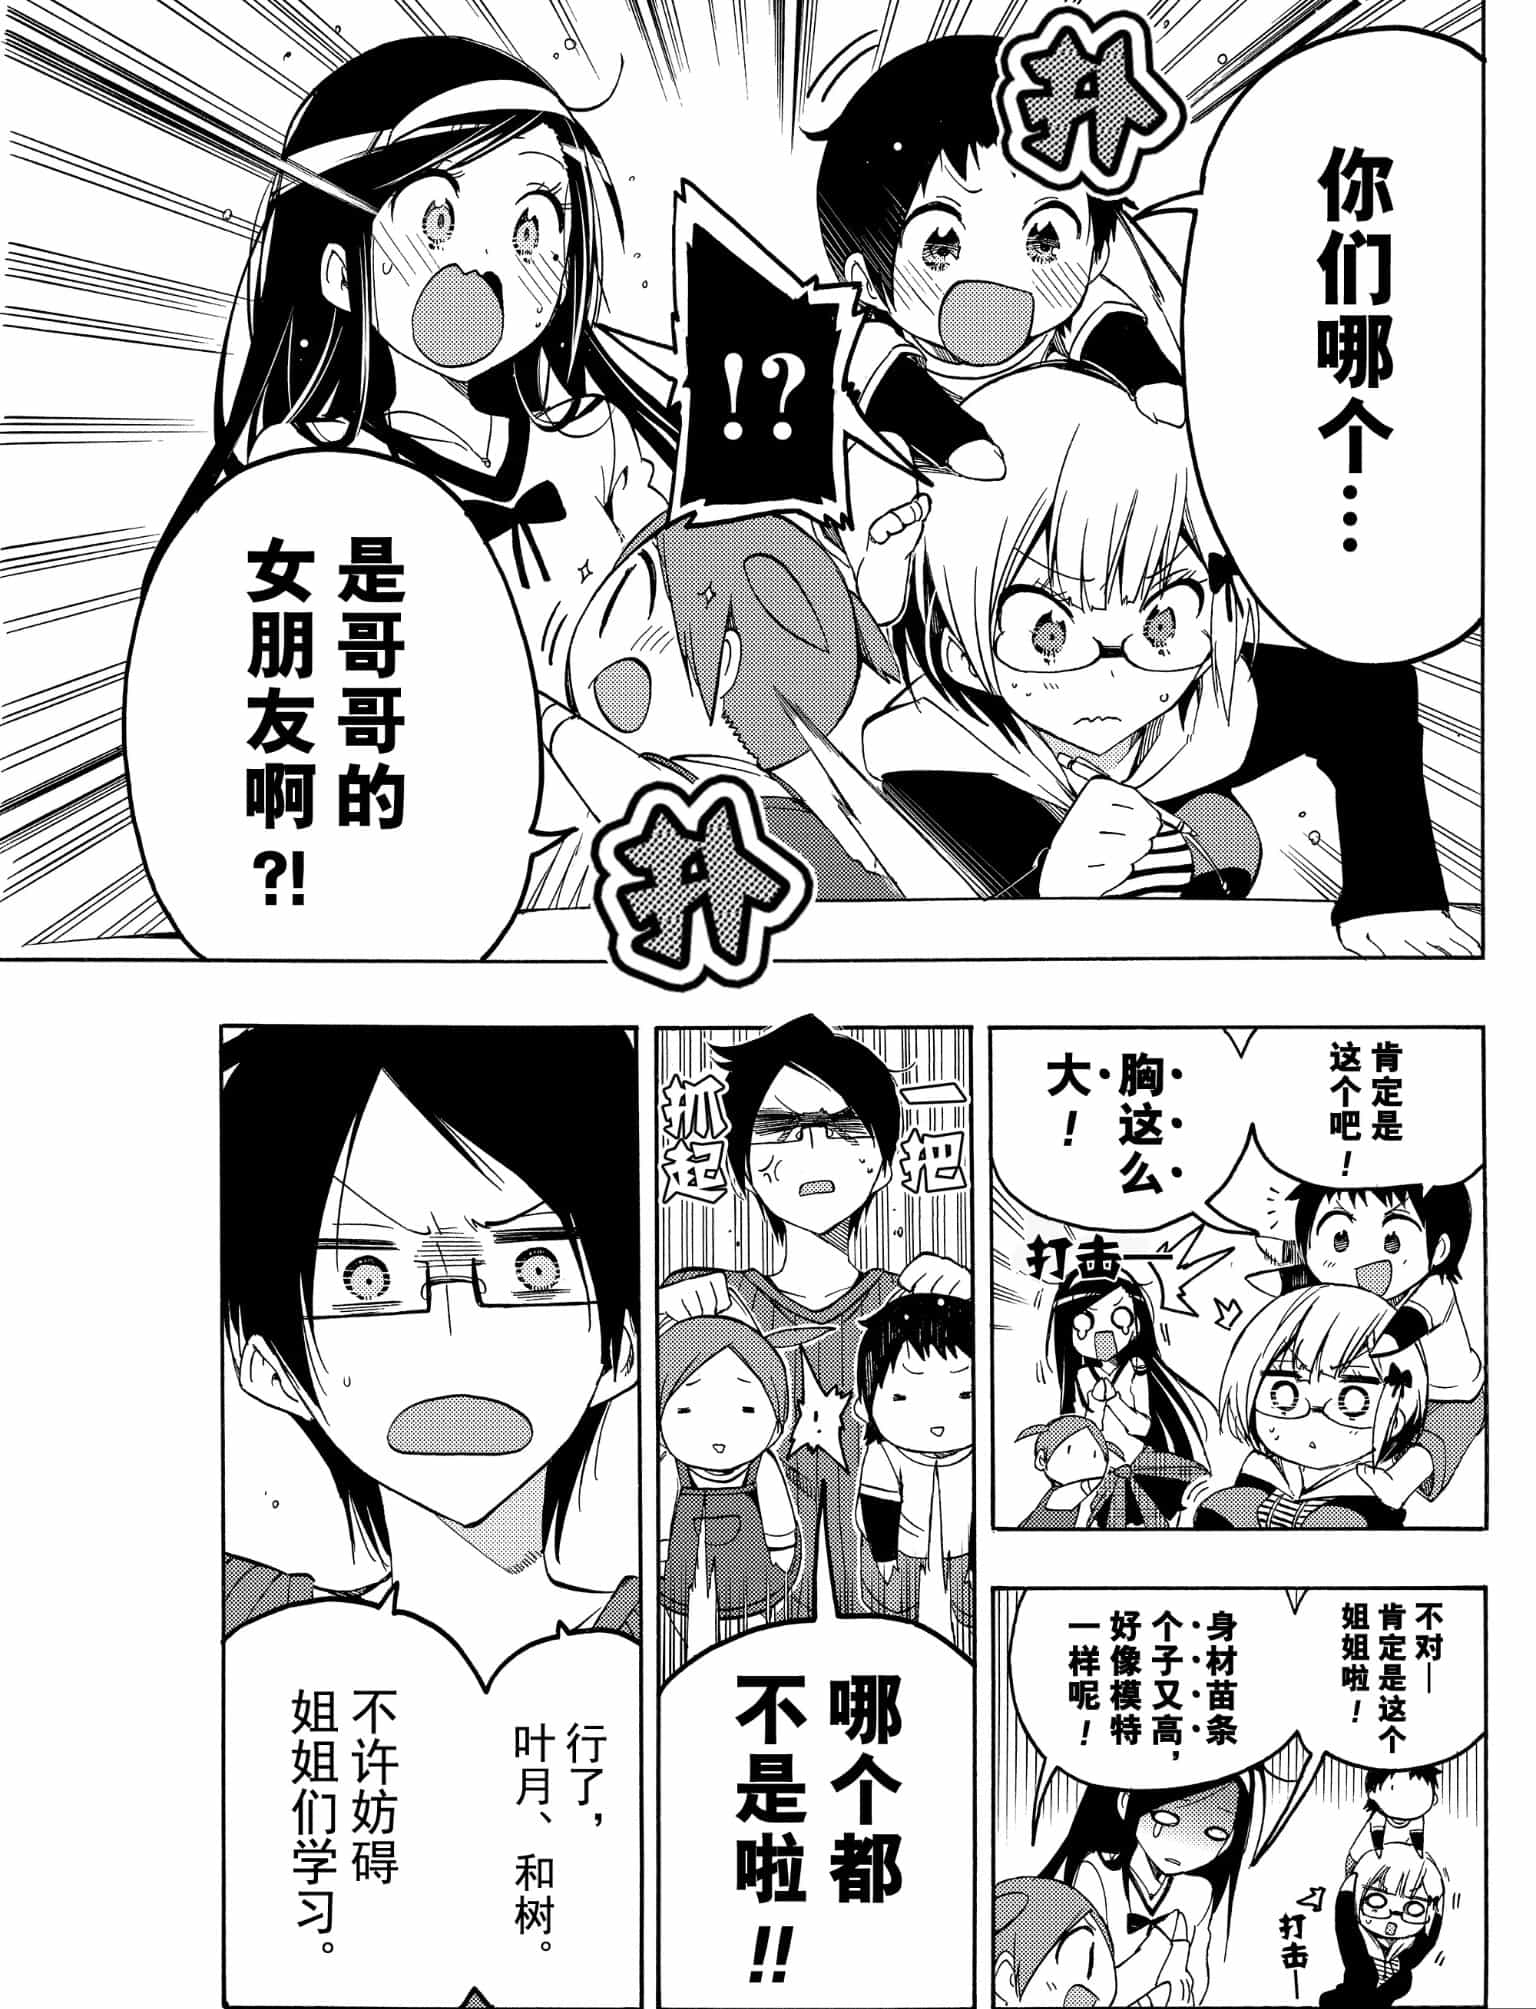 扑
你们哪个…
!?
是哥哥的
女朋友啊?!
扑
肯定是
这个吧！
胸这么
大！
打击—
不对—
肯定是这个
姐姐啦！
身材苗条
个子又高，
好像模特
一样呢！
打击—
一把
抓起
！
哪个都
不是啦!!
行了，
叶月、和树。
不许妨碍
姐姐们学习。